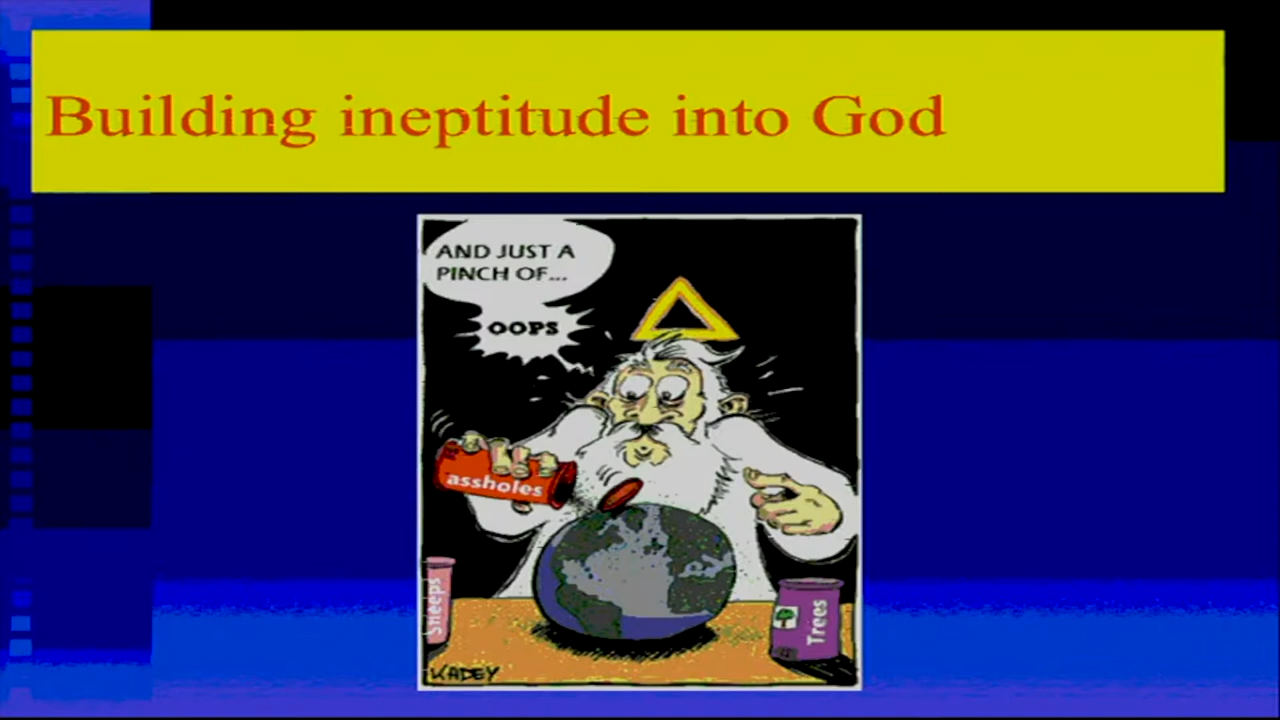 Building ineptitude into God
AND JUST A
PINCH OF...
OOPS
assholes
Sheeps
Trees
KADEY